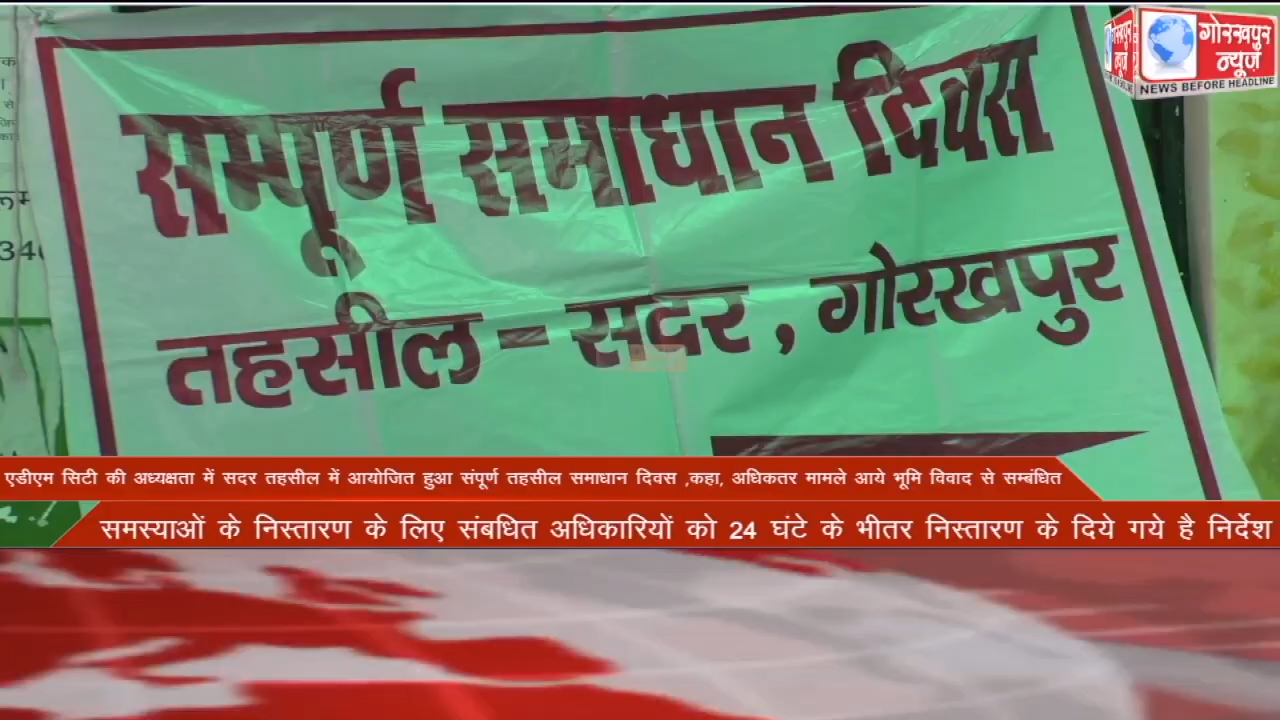 गोरखपुर
न्यूज़
NEWS BEFORE HEADLINE
सम्पूर्ण समाधान दिवस
तहसील - सदर , गोरखपुर
एडीएम सिटी की अध्यक्षता में सदर तहसील में आयोजित हुआ संपूर्ण तहसील समाधान दिवस ,कहा, अधिकतर मामले आये भूमि विवाद से सम्बंधित
समस्याओं के निस्तारण के लिए संबधित अधिकारियों को 24 घंटे के भीतर निस्तारण के दिये गये है निर्देश